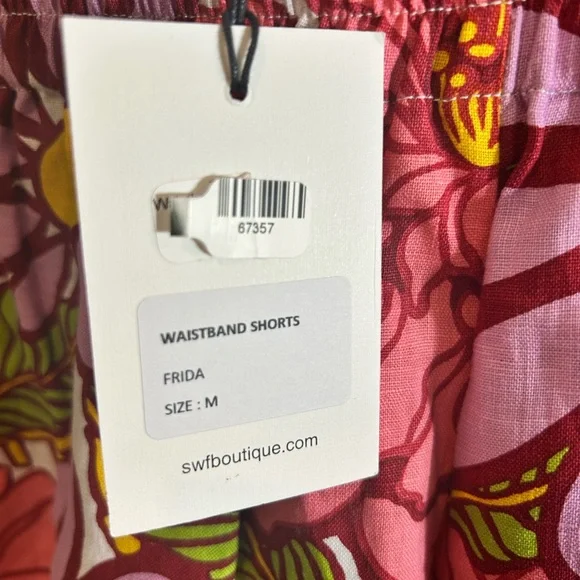 W
67357
WAISTBAND SHORTS
FRIDA
SIZE : M
swfboutique.com